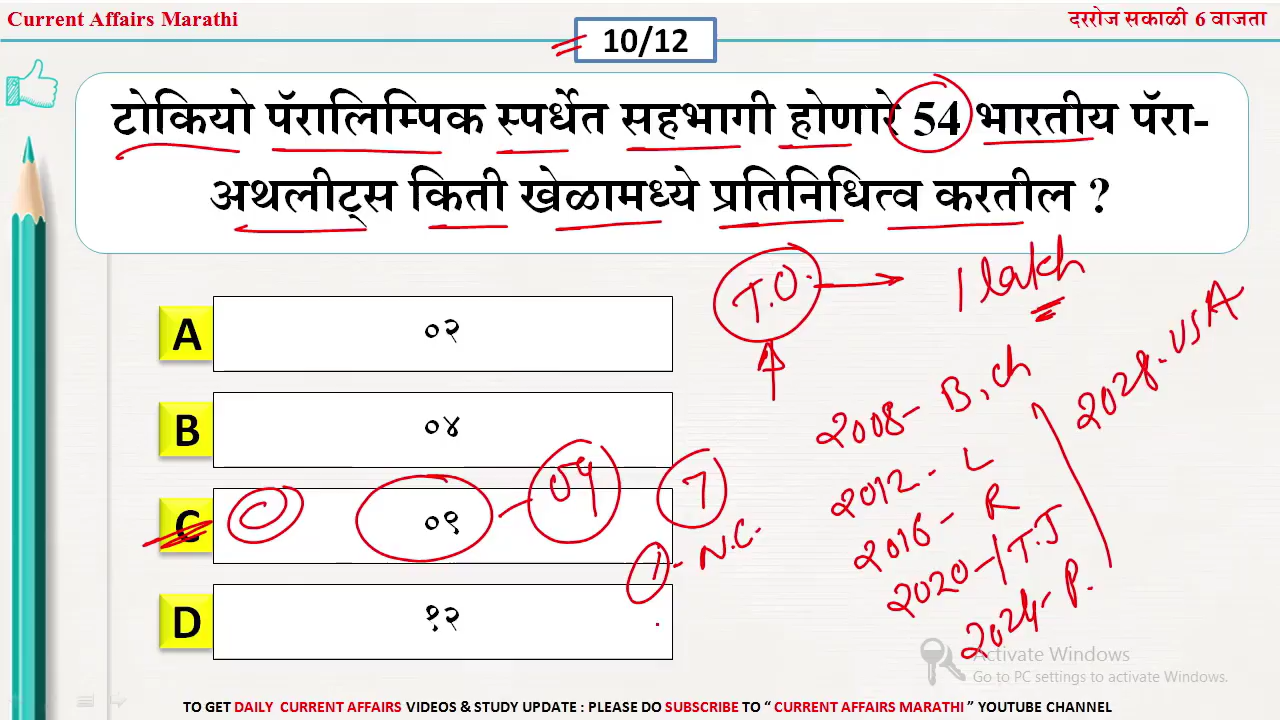 Current Affairs Marathi
दररोज सकाळी 6 वाजता
10/12
टोकियो पॅरालिम्पिक स्पर्धेत सहभागी होणारे 54 भारतीय पॅरा-
अथलीट्स किती खेळामध्ये प्रतिनिधित्व करतील ?
T.O. → 1 lakh
A ०२
2028-USA
2008-B,ch
B ०४
2012-L
C ०९
09
7
2016-R
1-N.C.
2020-T.J
D १२
2024-P.
Activate Windows
Go to PC settings to activate Windows.
TO GET DAILY CURRENT AFFAIRS VIDEOS & STUDY UPDATE : PLEASE DO SUBSCRIBE TO “ CURRENT AFFAIRS MARATHI ” YOUTUBE CHANNEL